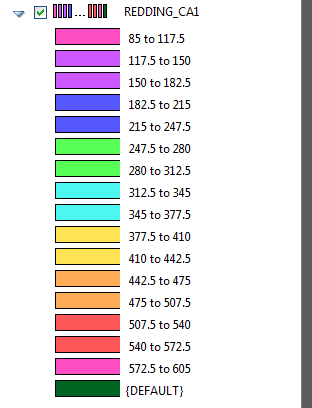 REDDING_CA1
85 to 117.5
117.5 to 150
150 to 182.5
182.5 to 215
215 to 247.5
247.5 to 280
280 to 312.5
312.5 to 345
345 to 377.5
377.5 to 410
410 to 442.5
442.5 to 475
475 to 507.5
507.5 to 540
540 to 572.5
572.5 to 605
{DEFAULT}